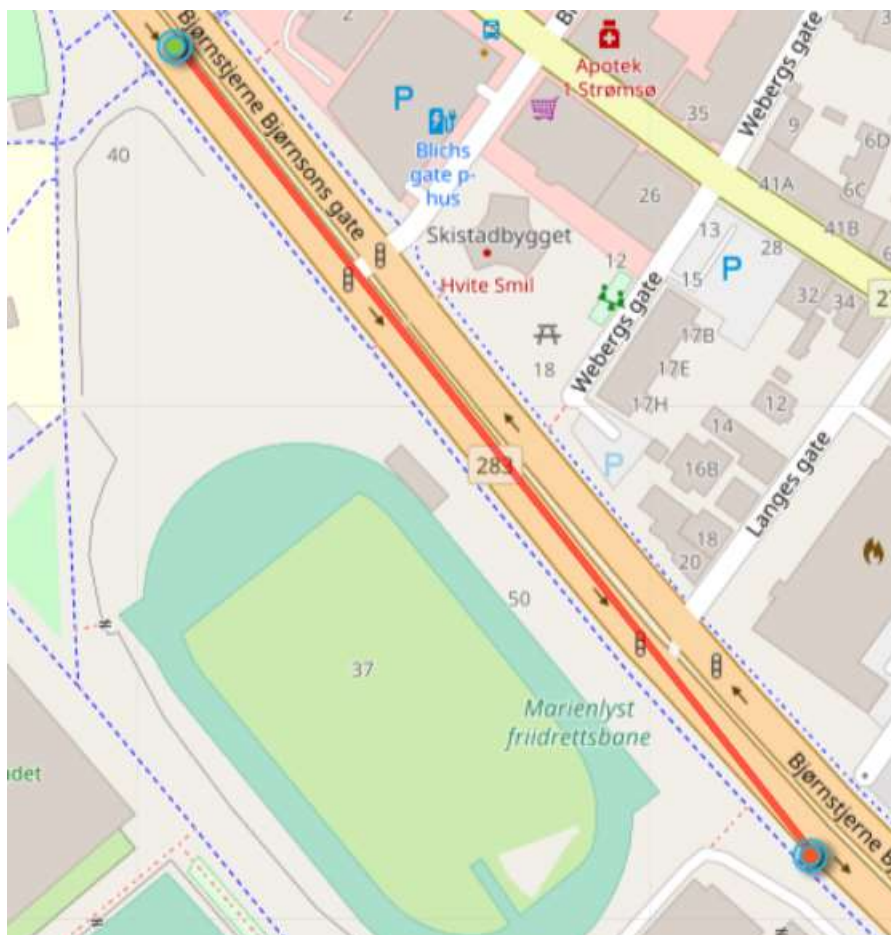 2
Bjørnstjerne Bjørnsons gate
P
Blichs
gate p-
hus
Apotek
1 Strømsø
35
Webergs gate
9
6D
40
26
41A
6C
41B
Skistadbygget
Hvite Smil
12
13
28
P
15
32
34
Webergs gate
17B
17E
17H
18
12
14
16B
P
Langes gate
283
18
20
50
37
Marienlyst
friidrettsbane
Bjørnstjerne